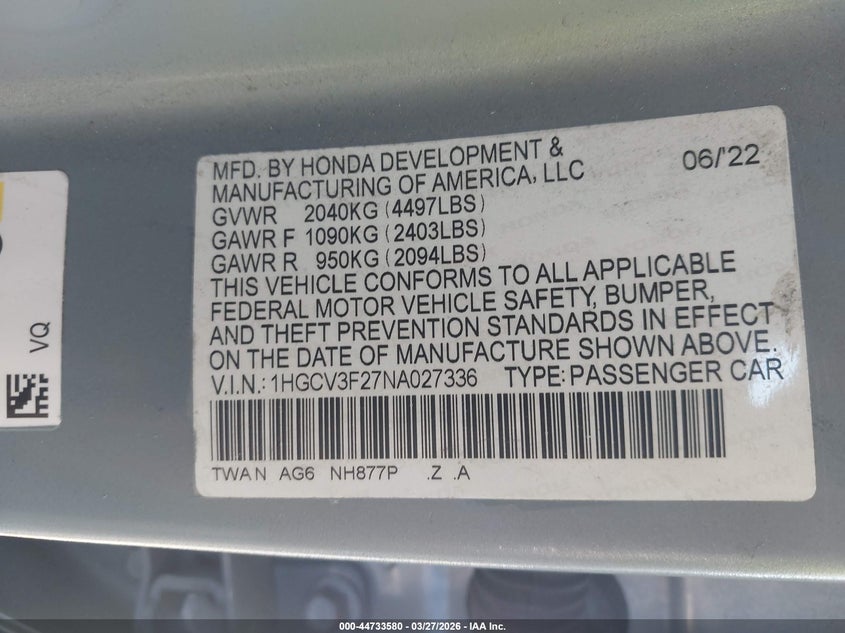 MFD. BY HONDA DEVELOPMENT & 06/'22
MANUFACTURING OF AMERICA, LLC
GVWR 2040KG (4497LBS)
GAWR F 1090KG (2403LBS)
GAWR R 950KG (2094LBS)
THIS VEHICLE CONFORMS TO ALL APPLICABLE
FEDERAL MOTOR VEHICLE SAFETY, BUMPER,
AND THEFT PREVENTION STANDARDS IN EFFECT
ON THE DATE OF MANUFACTURE SHOWN ABOVE.
V.I.N.: 1HGCV3F27NA027336 TYPE: PASSENGER CAR
TWAN AG6 NH877P .Z .A
VQ
000-44733580 - 03/27/2026 - IAA Inc.